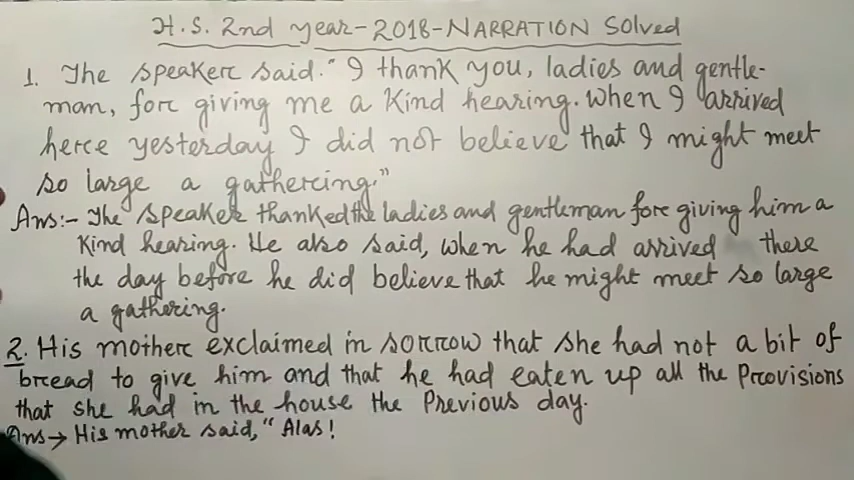 H.S. 2nd year-2018-NARRATION Solved
1. The speaker said. "I thank you, ladies and gentle-
man, for giving me a kind hearing. When I arrived
here yesterday I did not believe that I might meet
so large a gathering."
Ans:- The speaker thanked the ladies and gentleman for giving him a
kind hearing. He also said, when he had arrived there
the day before he did believe that he might meet so large
a gathering.
2. His mother exclaimed in sorrow that she had not a bit of
bread to give him and that he had eaten up all the Provisions
that she had in the house the Previous day.
Ans→ His mother said, "Alas!